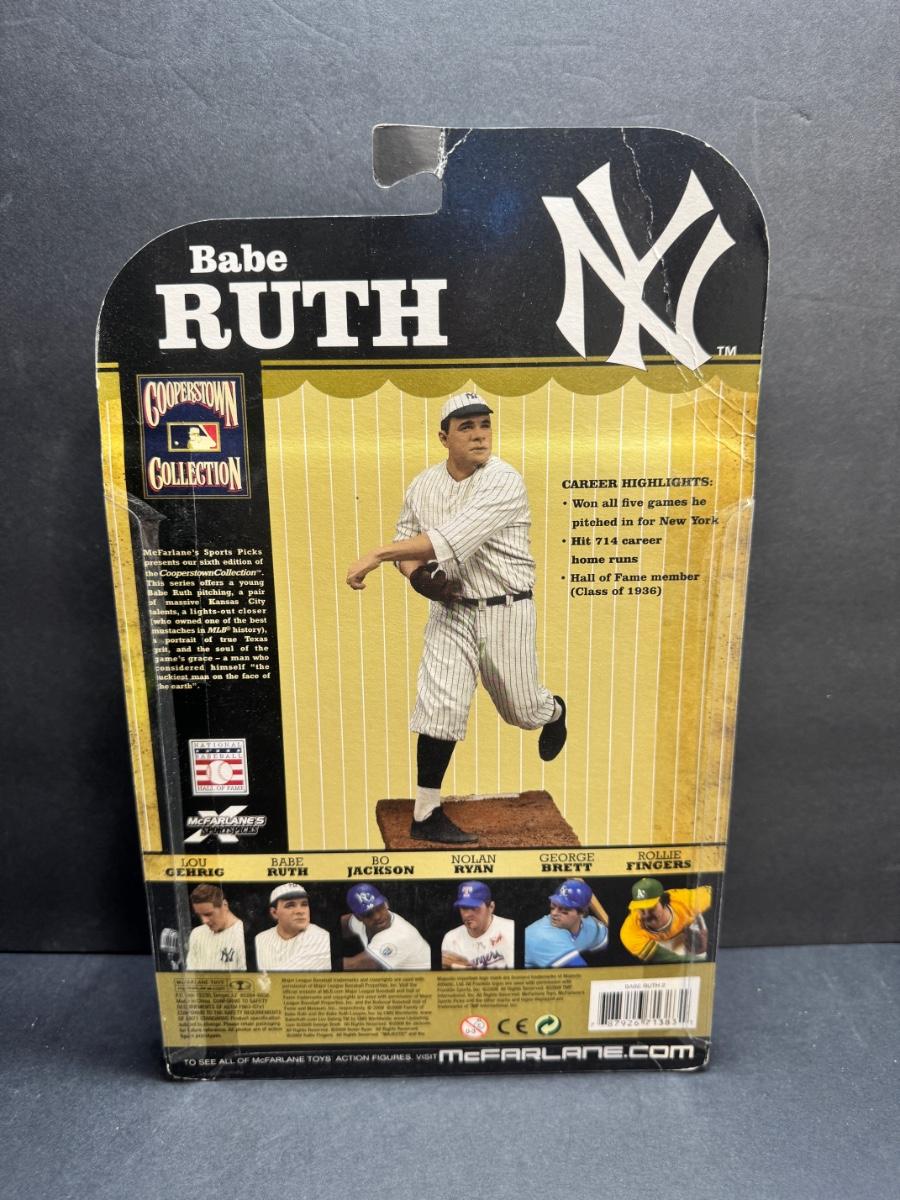 Babe
RUTH
NY
TM
COOPERSTOWN
COLLECTION
McFarlane's Sports Picks
presents our sixth edition of
the Cooperstown Collection™.
This series offers a young
Babe Ruth pitching, a pair
of massive Kansas City
talents, a lights-out closer
(who owned one of the best
mustaches in MLB® history),
a portrait of true Texas
grit, and the soul of the
game's grace – a man who
considered himself "the
luckiest man on the face of
the earth".
CAREER HIGHLIGHTS:
• Won all five games he
pitched in for New York
• Hit 714 career
home runs
• Hall of Fame member
(Class of 1936)
NATIONAL
BASEBALL
HALL OF FAME
McFARLANE'S
SPORTSPICKS
LOU
GEHRIG
BABE
RUTH
BO
JACKSON
NOLAN
RYAN
GEORGE
BRETT
ROLLIE
FINGERS
BABE RUTH 2
0-3
CE
TO SEE ALL OF McFARLANE TOYS' ACTION FIGURES, VISIT McFARLANE.COM